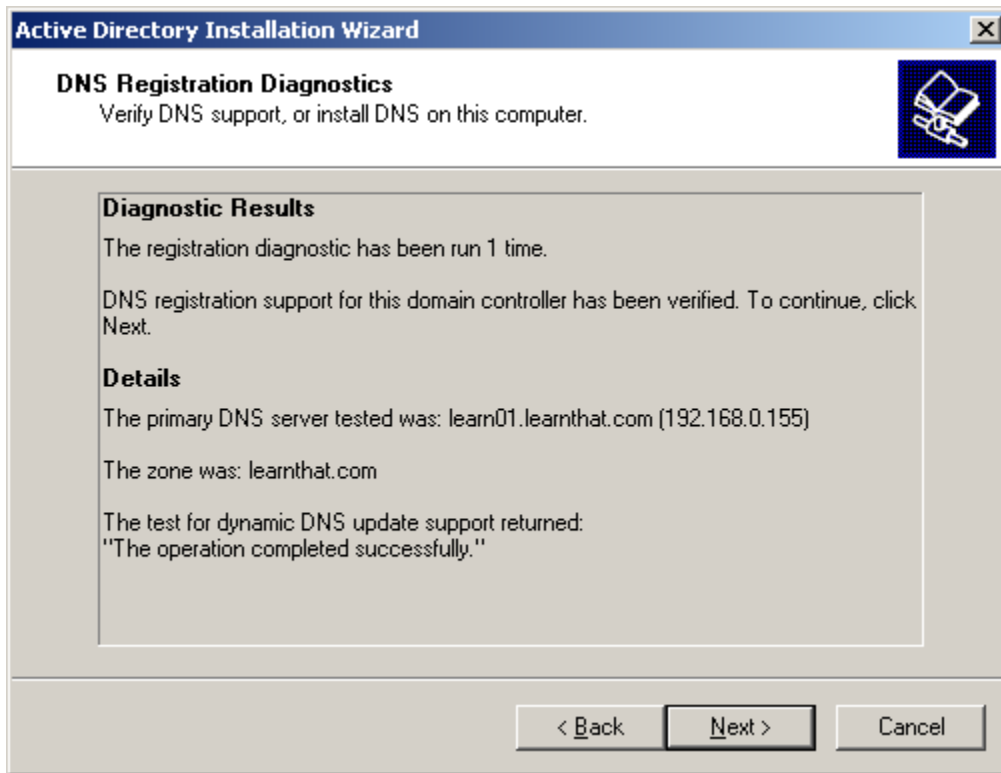 Active Directory Installation Wizard
DNS Registration Diagnostics
Verify DNS support, or install DNS on this computer.
Diagnostic Results
The registration diagnostic has been run 1 time.
DNS registration support for this domain controller has been verified. To continue, click
Next.
Details
The primary DNS server tested was: learn01.learnthat.com (192.168.0.155)
The zone was: learnthat.com
The test for dynamic DNS update support returned:
"The operation completed successfully."
< Back
Next >
Cancel